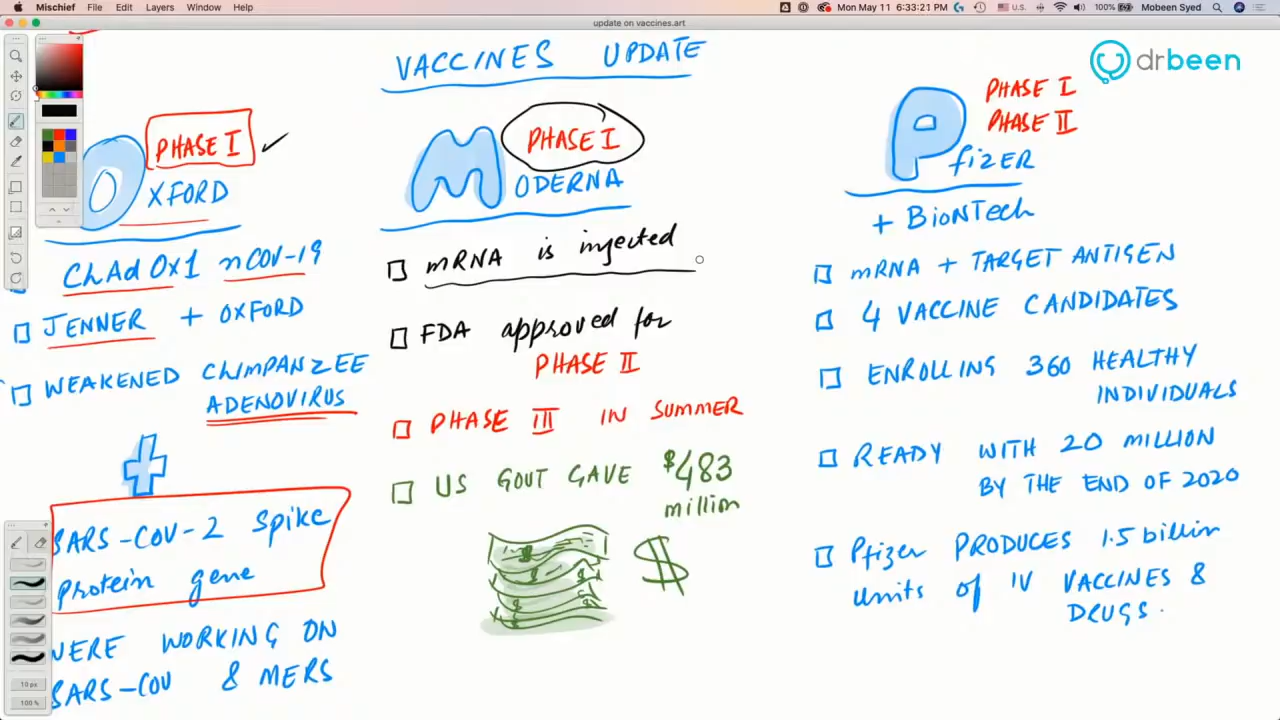 Mischief File Edit Layers Window Help
Mon May 11 6:33:21 PM U.S. 100% Mobeen Syed
update on vaccines.art
drbeen
VACCINES UPDATE
PHASE I
OXFORD
ChAdOx1 nCOV-19
JENNER + OXFORD
WEAKENED CHIMPANZEE
ADENOVIRUS
+
SARS-COV-2 Spike
protein gene
WERE WORKING ON
SARS-COV & MERS
PHASE I
MODERNA
mRNA is injected
FDA approved for
PHASE II
PHASE III IN SUMMER
US GOVT GAVE $483
million
$
PHASE I
PHASE II
PfizER
+ BioNTech
mRNA + TARGET ANTIGEN
4 VACCINE CANDIDATES
ENROLLING 360 HEALTHY
INDIVIDUALS
READY WITH 20 MILLION
BY THE END OF 2020
Pfizer PRODUCES 1.5 billion
units of IV VACCINES &
DRUGS.
10 px
100 %